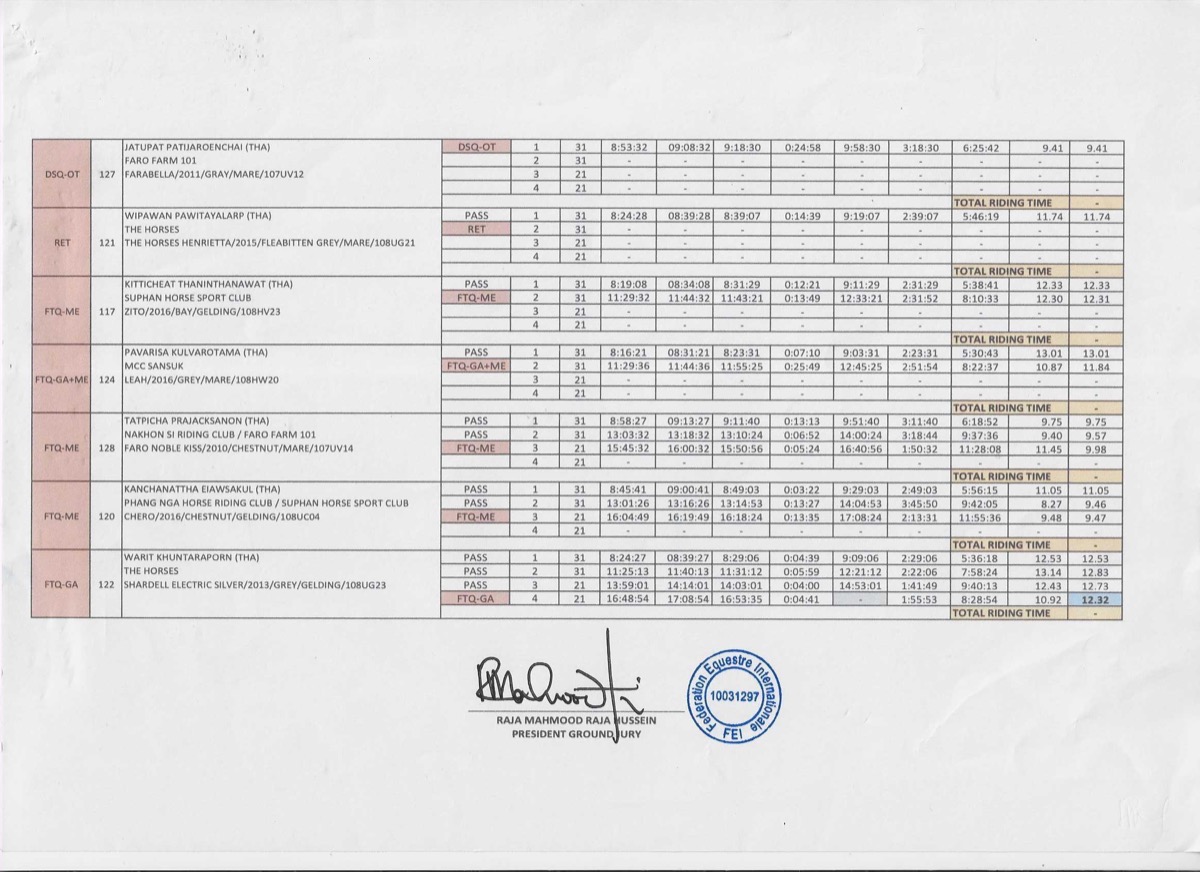 JATUPAT PATIJAROENCHAI (THA) DSQ-OT 1 31 8:53:32 09:08:32 9:18:30 0:24:58 9:58:30 3:18:30 6:25:42 9.41 9.41
FARO FARM 101 2 31 - - - - - - - - -
DSQ-OT 127 FARABELLA/2011/GRAY/MARE/107UV12 3 21 - - - - - - - - -
4 21 - - - - - - - - -
TOTAL RIDING TIME -
WIPAWAN PAWITAYALARP (THA) PASS 1 31 8:24:28 08:39:28 8:39:07 0:14:39 9:19:07 2:39:07 5:46:19 11.74 11.74
THE HORSES RET 2 31 - - - - - - - - -
RET 121 THE HORSES HENRIETTA/2015/FLEABITTEN GREY/MARE/108UG21 3 21 - - - - - - - - -
4 21 - - - - - - - - -
TOTAL RIDING TIME -
KITTICHEAT THANINTHANAWAT (THA) PASS 1 31 8:19:08 08:34:08 8:31:29 0:12:21 9:11:29 2:31:29 5:38:41 12.33 12.33
SUPHAN HORSE SPORT CLUB FTQ-ME 2 31 11:29:32 11:44:32 11:43:21 0:13:49 12:33:21 2:31:52 8:10:33 12.30 12.31
FTQ-ME 117 ZITO/2016/BAY/GELDING/108HV23 3 21 - - - - - - - - -
4 21 - - - - - - - - -
TOTAL RIDING TIME -
PAVARISA KULVAROTAMA (THA) PASS 1 31 8:16:21 08:31:21 8:23:31 0:07:10 9:03:31 2:23:31 5:30:43 13.01 13.01
MCC SANSUK FTQ-GA+ME 2 31 11:29:36 11:44:36 11:55:25 0:25:49 12:45:25 2:51:54 8:22:37 10.87 11.84
FTQ-GA+ME 124 LEAH/2016/GREY/MARE/108HW20 3 21 - - - - - - - - -
4 21 - - - - - - - - -
TOTAL RIDING TIME -
TATPICHA PRAJACKSANON (THA) PASS 1 31 8:58:27 09:13:27 9:11:40 0:13:13 9:51:40 3:11:40 6:18:52 9.75 9.75
NAKHON SI RIDING CLUB / FARO FARM 101 PASS 2 31 13:03:32 13:18:32 13:10:24 0:06:52 14:00:24 3:18:44 9:37:36 9.40 9.57
FTQ-ME 128 FARO NOBLE KISS/2010/CHESTNUT/MARE/107UV14 FTQ-ME 3 21 15:45:32 16:00:32 15:50:56 0:05:24 16:40:56 1:50:32 11:28:08 11.45 9.98
4 21 - - - - - - - - -
TOTAL RIDING TIME -
KANCHANATTHA EIAWSAKUL (THA) PASS 1 31 8:45:41 09:00:41 8:49:03 0:03:22 9:29:03 2:49:03 5:56:15 11.05 11.05
PHANG NGA HORSE RIDING CLUB / SUPHAN HORSE SPORT CLUB PASS 2 31 13:01:26 13:16:26 13:14:53 0:13:27 14:04:53 3:45:50 9:42:05 8.27 9.46
FTQ-ME 120 CHERO/2016/CHESTNUT/GELDING/108UC04 FTQ-ME 3 21 16:04:49 16:19:49 16:18:24 0:13:35 17:08:24 2:13:31 11:55:36 9.48 9.47
4 21 - - - - - - - - -
TOTAL RIDING TIME -
WARIT KHUNTARAPORN (THA) PASS 1 31 8:24:27 08:39:27 8:29:06 0:04:39 9:09:06 2:29:06 5:36:18 12.53 12.53
THE HORSES PASS 2 31 11:25:13 11:40:13 11:31:12 0:05:59 12:21:12 2:22:06 7:58:24 13.14 12.83
FTQ-GA 122 SHARDELL ELECTRIC SILVER/2013/GREY/GELDING/108UG23 PASS 3 21 13:59:01 14:14:01 14:03:01 0:04:00 14:53:01 1:41:49 9:40:13 12.43 12.73
FTQ-GA 4 21 16:48:54 17:08:54 16:53:35 0:04:41 - 1:55:53 8:28:54 10.92 12.32
TOTAL RIDING TIME -
RAJA MAHMOOD RAJA HUSSEIN
PRESIDENT GROUND JURY
Federation Equestre Internationale
10031297
FEI